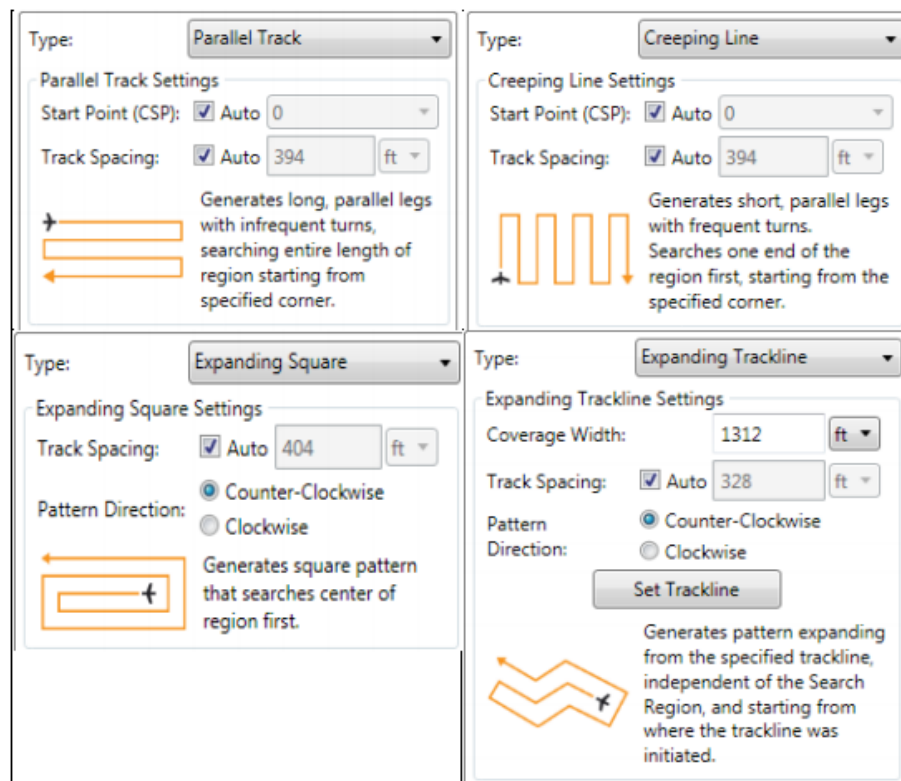 Type: Parallel Track
Parallel Track Settings
Start Point (CSP): Auto 0
Track Spacing: Auto 394 ft
Generates long, parallel legs
with infrequent turns,
searching entire length of
region starting from
specified corner.
Type: Creeping Line
Creeping Line Settings
Start Point (CSP): Auto 0
Track Spacing: Auto 394 ft
Generates short, parallel legs
with frequent turns.
Searches one end of the
region first, starting from the
specified corner.
Type: Expanding Square
Expanding Square Settings
Track Spacing: Auto 404 ft
Pattern Direction: Counter-Clockwise
Clockwise
Generates square pattern
that searches center of
region first.
Type: Expanding Trackline
Expanding Trackline Settings
Coverage Width: 1312 ft
Track Spacing: Auto 328 ft
Pattern Counter-Clockwise
Direction: Clockwise
Set Trackline
Generates pattern expanding
from the specified trackline,
independent of the Search
Region, and starting from
where the trackline was
initiated.